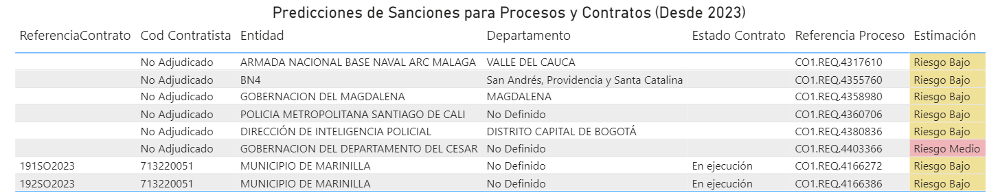 Predicciones de Sanciones para Procesos y Contratos (Desde 2023)
ReferenciaContrato Cod Contratista Entidad Departamento Estado Contrato Referencia Proceso Estimación
No Adjudicado ARMADA NACIONAL BASE NAVAL ARC MALAGA VALLE DEL CAUCA CO1.REQ.4317610 Riesgo Bajo
No Adjudicado BN4 San Andrés, Providencia y Santa Catalina CO1.REQ.4355760 Riesgo Bajo
No Adjudicado GOBERNACION DEL MAGDALENA MAGDALENA CO1.REQ.4358980 Riesgo Bajo
No Adjudicado POLICIA METROPOLITANA SANTIAGO DE CALI No Definido CO1.REQ.4360706 Riesgo Bajo
No Adjudicado DIRECCIÓN DE INTELIGENCIA POLICIAL DISTRITO CAPITAL DE BOGOTÁ CO1.REQ.4380836 Riesgo Bajo
No Adjudicado GOBERNACION DEL DEPARTAMENTO DEL CESAR No Definido CO1.REQ.4403366 Riesgo Medio
191SO2023 713220051 MUNICIPIO DE MARINILLA No Definido En ejecución CO1.REQ.4166272 Riesgo Bajo
192SO2023 713220051 MUNICIPIO DE MARINILLA No Definido En ejecución CO1.REQ.4166386 Riesgo Bajo